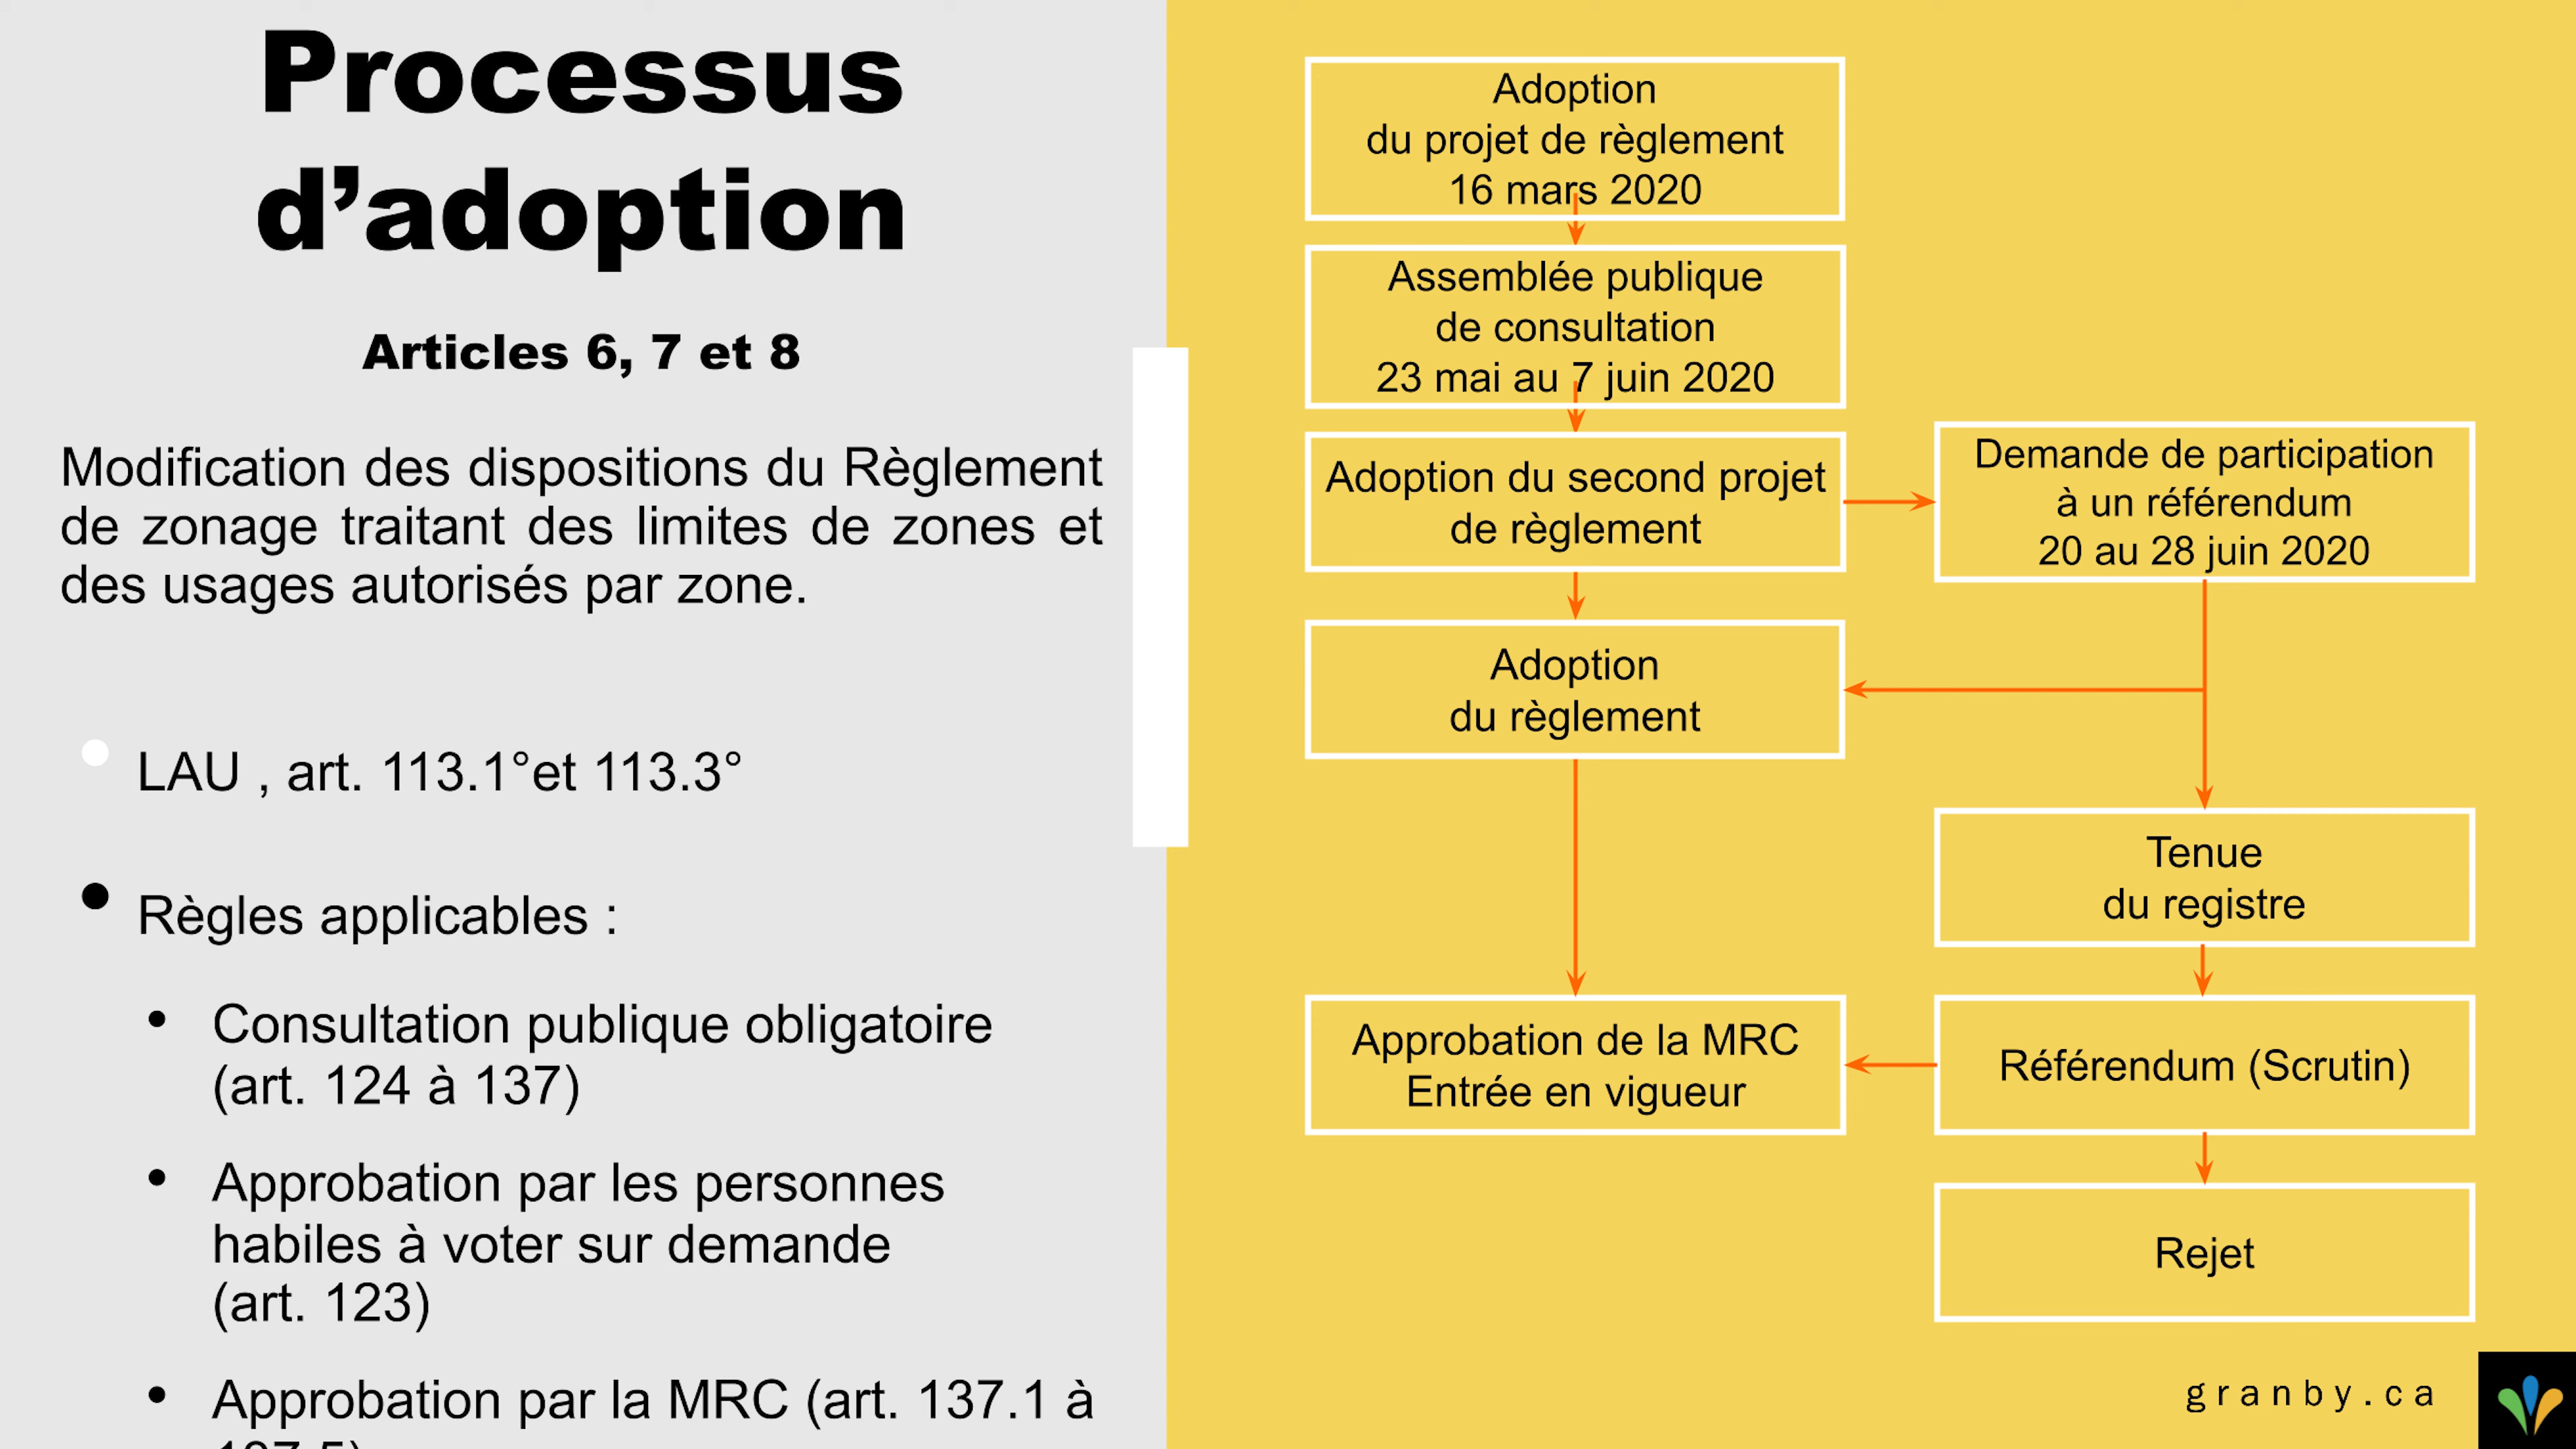 Processus
d’adoption
Articles 6, 7 et 8
Modification des dispositions du Règlement
de zonage traitant des limites de zones et
des usages autorisés par zone.
• LAU , art. 113.1°et 113.3°
• Règles applicables :
• Consultation publique obligatoire
(art. 124 à 137)
• Approbation par les personnes
habiles à voter sur demande
(art. 123)
• Approbation par la MRC (art. 137.1 à
Adoption
du projet de règlement
16 mars 2020
Assemblée publique
de consultation
23 mai au 7 juin 2020
Adoption du second projet
de règlement
Demande de participation
à un référendum
20 au 28 juin 2020
Adoption
du règlement
Tenue
du registre
Approbation de la MRC
Entrée en vigueur
Référendum (Scrutin)
Rejet
granby.ca